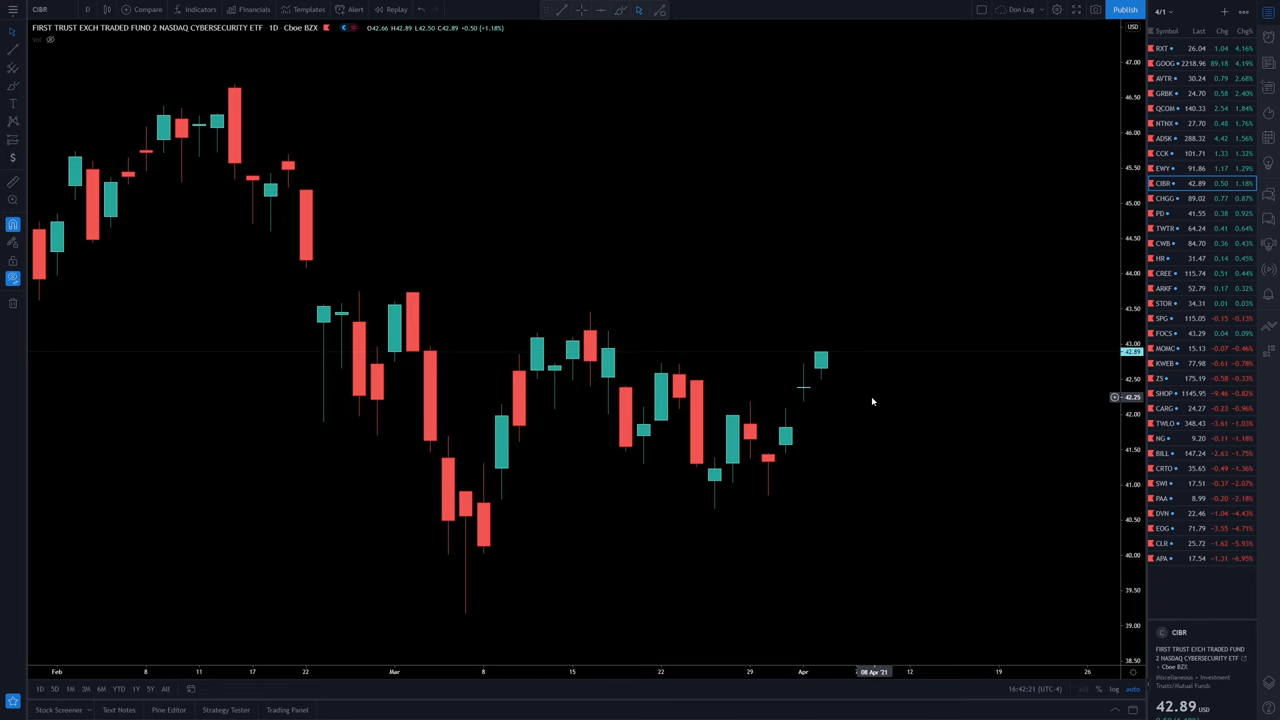 CIBR D Compare Indicators Financials Templates Alert Replay Don Log Publish
FIRST TRUST EXCH TRADED FUND 2 NASDAQ CYBERSECURITY ETF · 1D · Cboe BZX O42.66 H42.89 L42.50 C42.89 +0.50 (+1.18%)
Vol
USD
47.00
46.50
46.00
45.50
45.00
44.50
44.00
43.50
43.00
42.89
42.50
42.25
42.00
41.50
41.00
40.50
40.00
39.50
39.00
38.50
Feb 8 11 17 22 Mar 8 15 22 29 Apr 08 Apr '21 12 19 26
1D 5D 1M 3M 6M YTD 1Y 5Y All 16:42:21 (UTC-4) adj % log auto
Stock Screener Text Notes Pine Editor Strategy Tester Trading Panel
4/1
Symbol Last Chg Chg%
RXT 26.04 1.04 4.16%
GOOG 2218.96 89.18 4.19%
AVTR 30.24 0.79 2.68%
GRBK 24.70 0.58 2.40%
QCOM 140.33 2.54 1.84%
NTNX 27.70 0.48 1.76%
ADSK 288.32 4.42 1.56%
CCK 101.71 1.33 1.32%
EWY 91.86 1.17 1.29%
CIBR 42.89 0.50 1.18%
CHGG 89.02 0.77 0.87%
PD 41.55 0.38 0.92%
TWTR 64.24 0.41 0.64%
CWB 84.70 0.36 0.43%
HR 31.47 0.14 0.45%
CREE 115.74 0.51 0.44%
ARKF 52.79 0.17 0.32%
STOR 34.31 0.01 0.03%
SPG 115.05 −0.15 −0.13%
FOCS 43.29 0.04 0.09%
MOMO 15.13 −0.07 −0.46%
KWEB 77.98 −0.61 −0.78%
ZS 175.19 −0.58 −0.33%
SHOP 1145.95 −9.46 −0.82%
CARG 24.27 −0.23 −0.96%
TWLO 348.43 −3.61 −1.03%
NG 9.20 −0.11 −1.18%
BILL 147.24 −2.63 −1.75%
CRTO 35.65 −0.49 −1.36%
SWI 17.51 −0.37 −2.07%
PAA 8.99 −0.20 −2.18%
DVN 22.46 −1.04 −4.43%
EOG 71.79 −3.55 −4.71%
CLR 25.72 −1.62 −5.93%
APA 17.54 −1.31 −6.95%
C CIBR
FIRST TRUST EXCH TRADED FUND
2 NASDAQ CYBERSECURITY ETF
• Cboe BZX
Miscellaneous • Investment
Trusts/Mutual Funds
42.89 USD